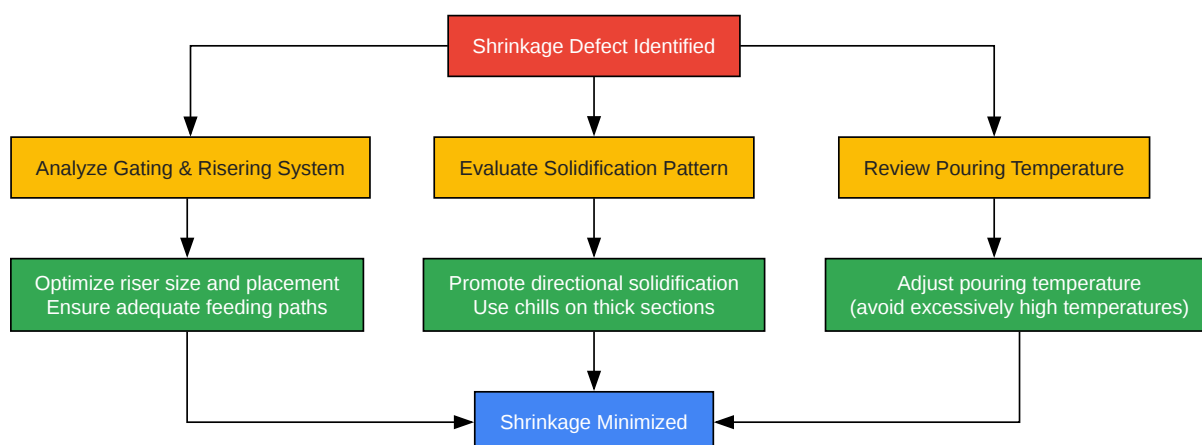 Shrinkage Defect Identified
Analyze Gating & Risering System
Evaluate Solidification Pattern
Review Pouring Temperature
Optimize riser size and placement
Ensure adequate feeding paths
Promote directional solidification
Use chills on thick sections
Adjust pouring temperature
(avoid excessively high temperatures)
Shrinkage Minimized